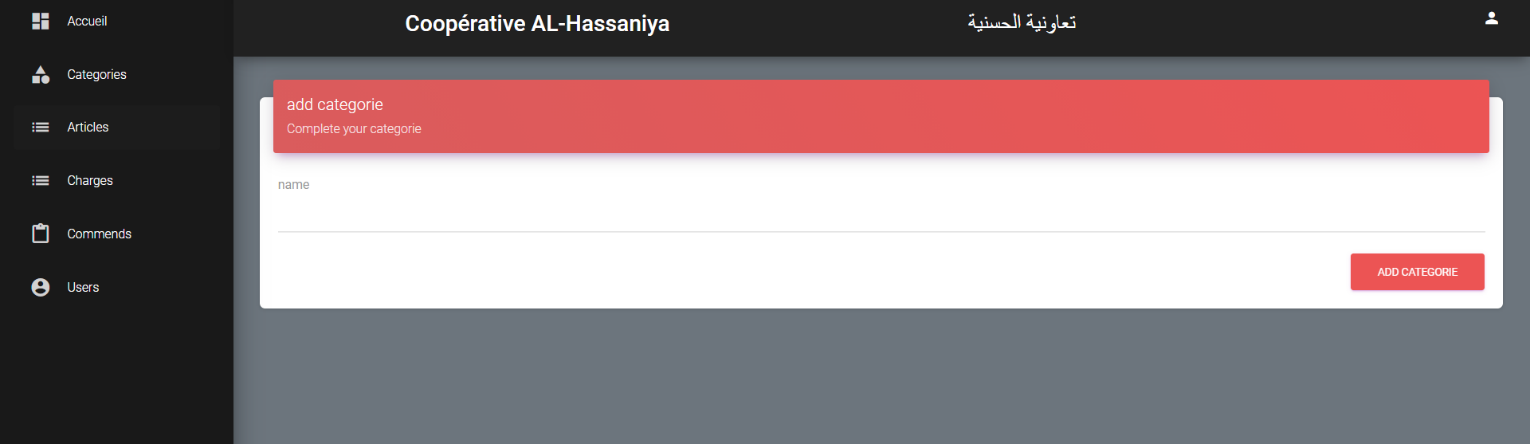 Accueil
Categories
Articles
Charges
Commends
Users
Coopérative AL-Hassaniya
تعاونية الحسنية
add categorie
Complete your categorie
name
ADD CATEGORIE